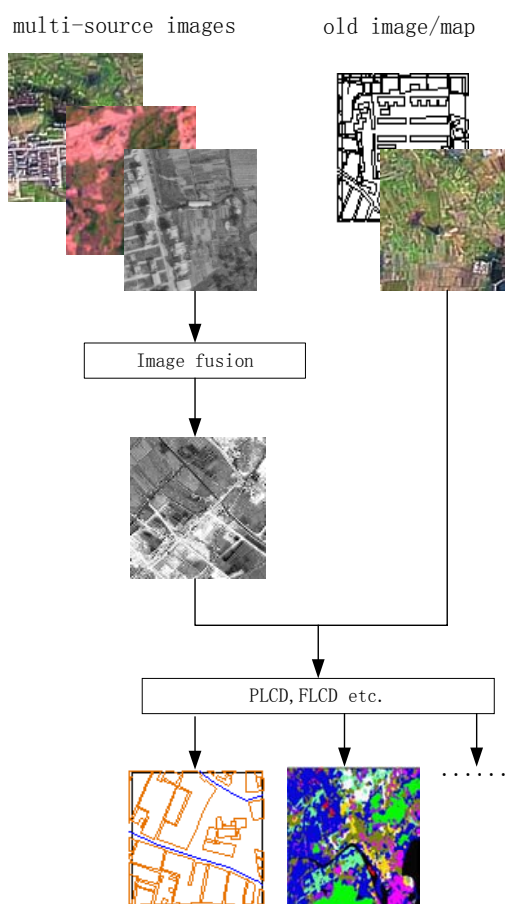 multi-source images
old image/map
Image fusion
PLCD,FLCD etc.
......